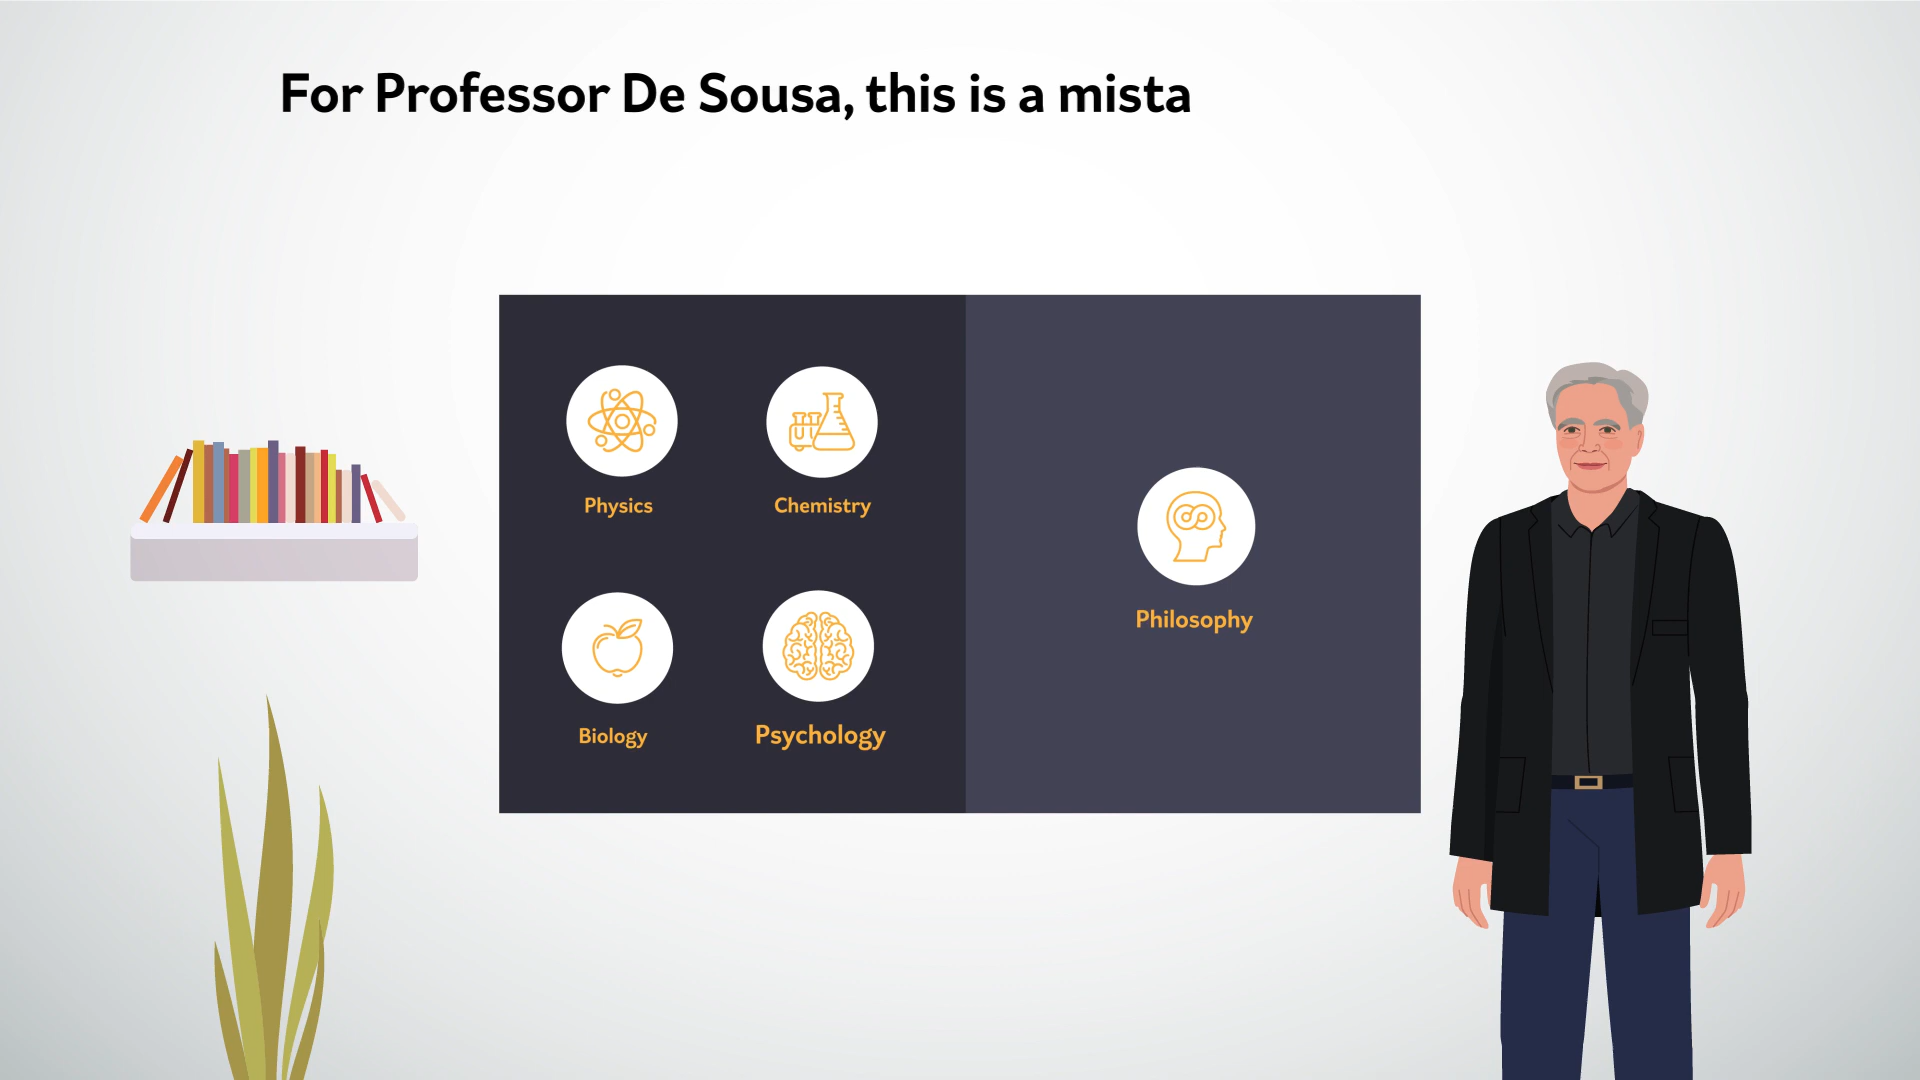 For Professor De Sousa, this is a mista
Physics
Chemistry
Biology
Psychology
Philosophy